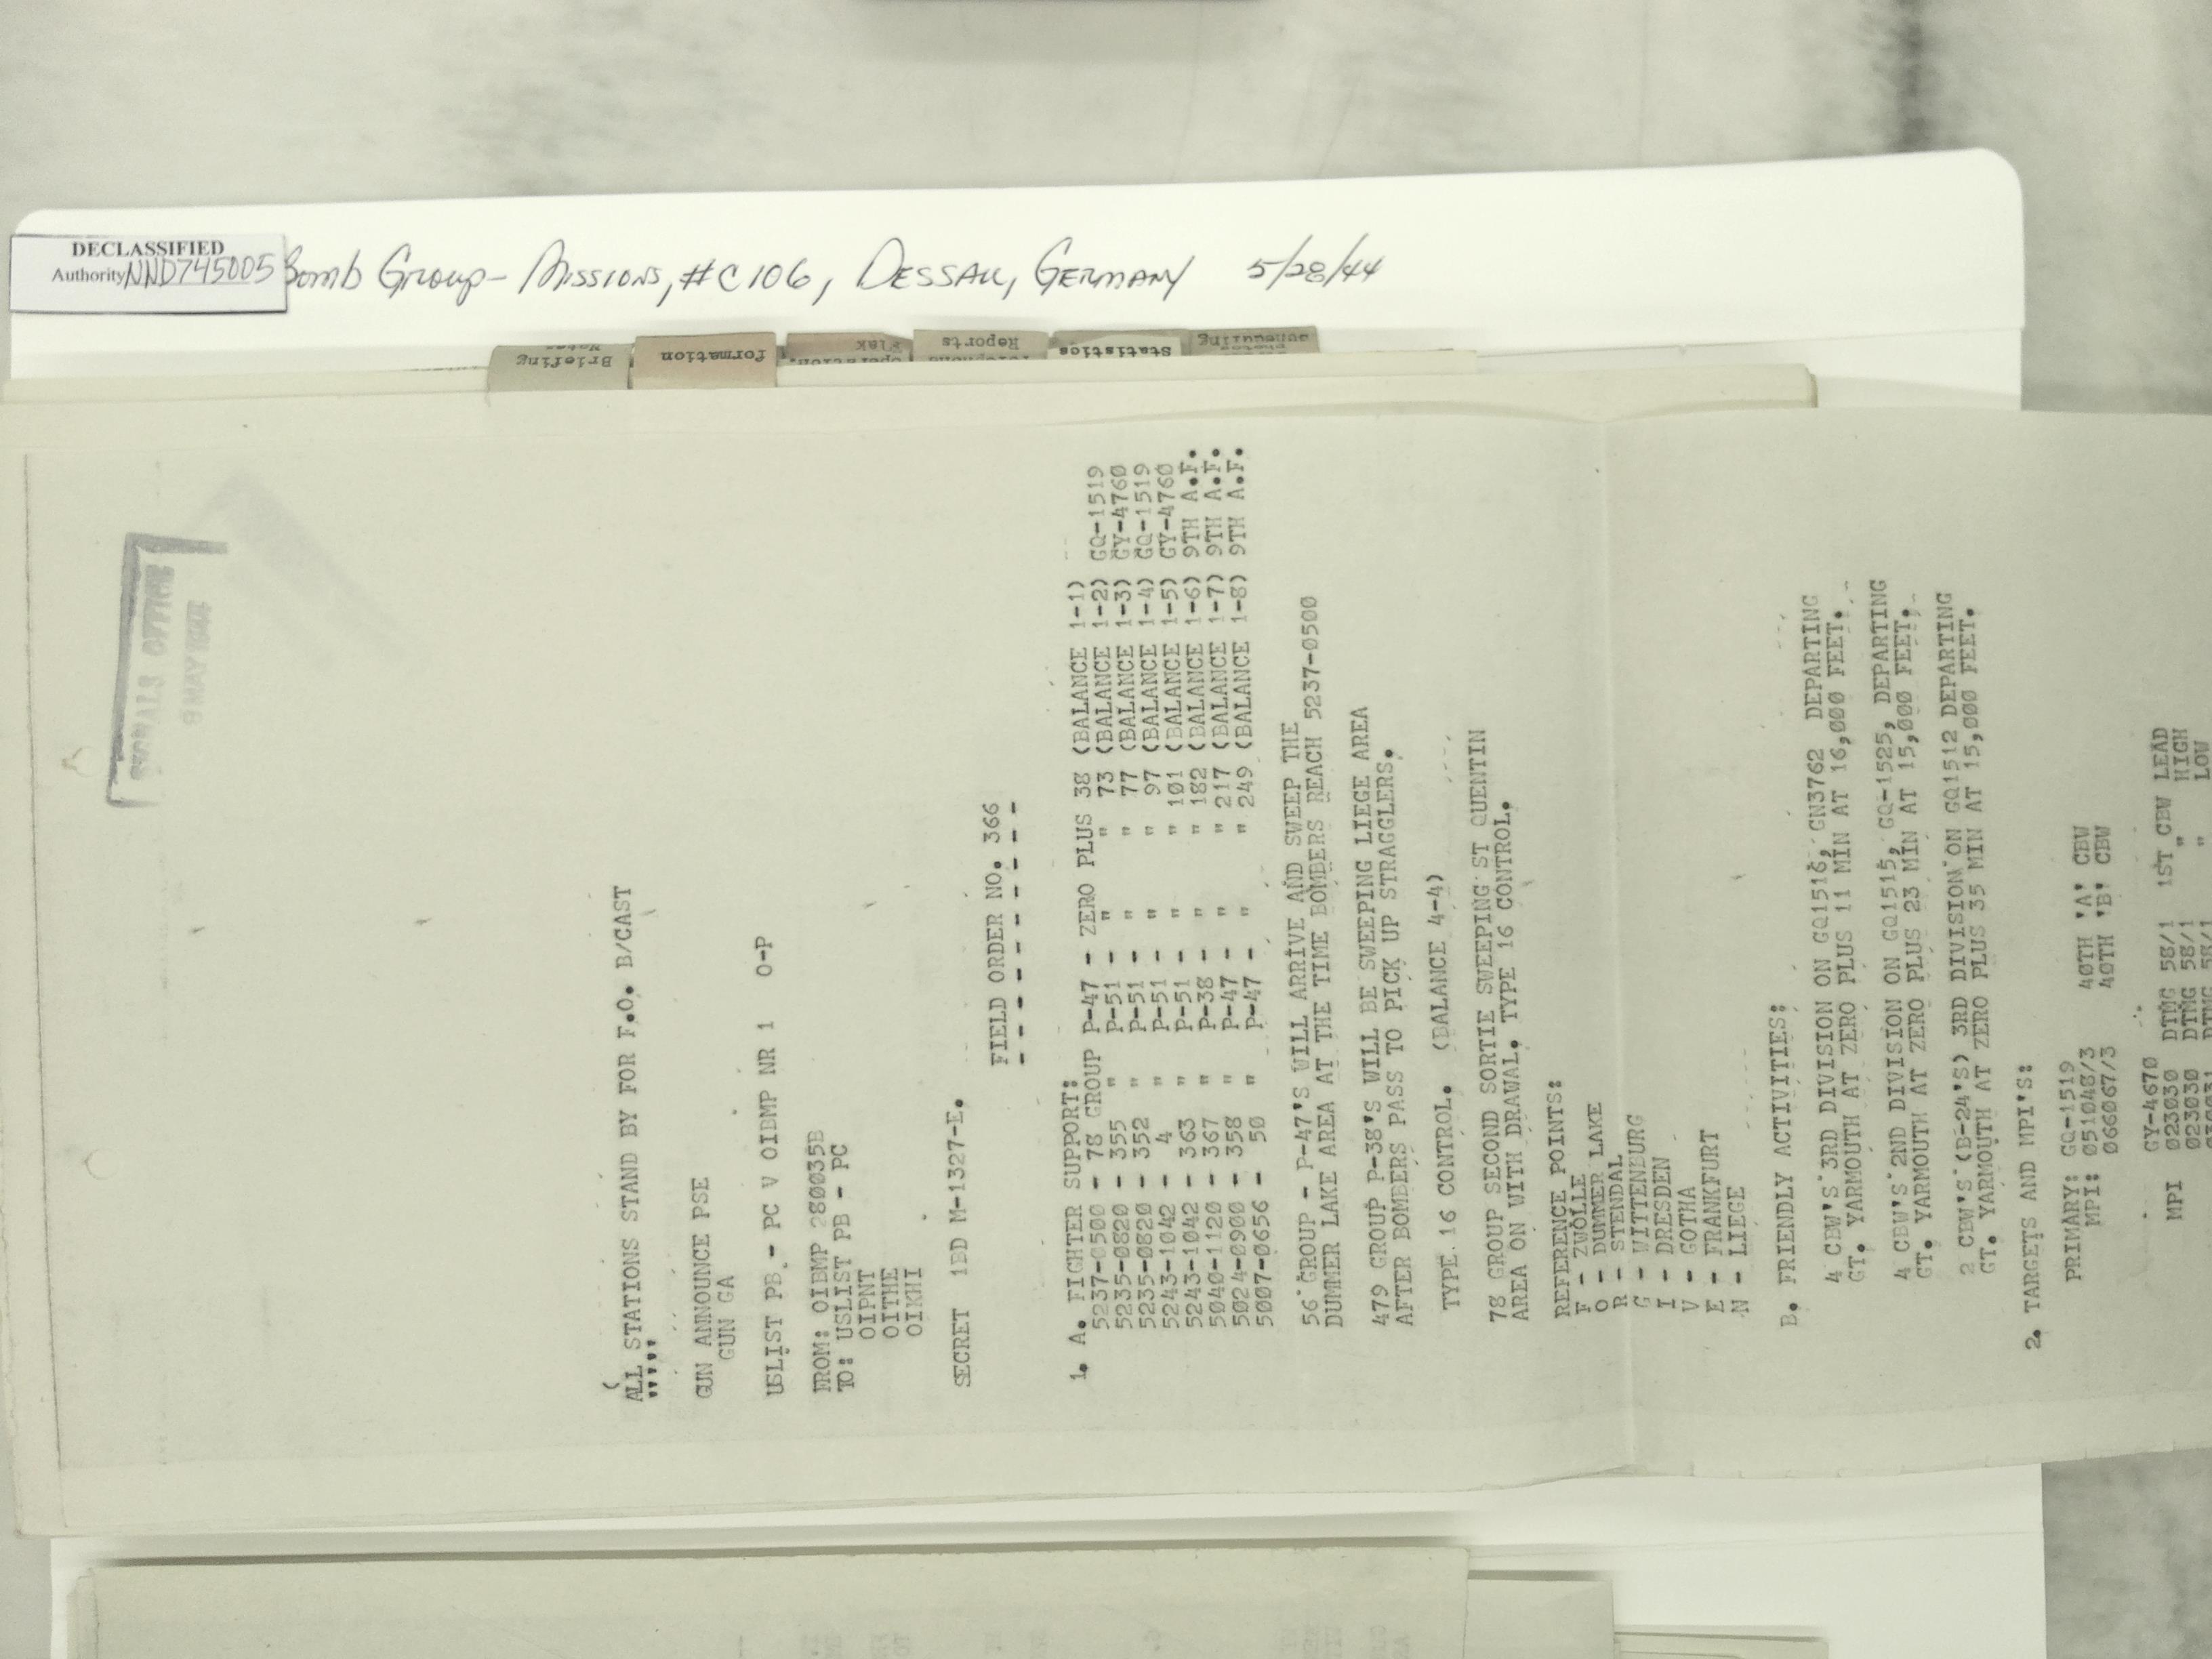 DECLASSIFIED
Authority NND745005
Bomb Group - Missions, #C106, DESSAU, GERMANY 5/28/44
Briefing
Notes
formation
Operation.
Flak
Telephone
Reports
Statistics
Scheduling
SIGNALS OFFICE
MAY
ALL STATIONS STAND BY FOR F.O. B/CAST
GUN ANNOUNCE PSE
GUN GA
USLIST PB - PC V OIBMP NR 1 O-P
FROM: OIBMP 280035B
TO: USLIST PB - PC
OIPNT
OITHE
OIKHI
SECRET 1BD M-1327-E.
FIELD ORDER NO. 366
- - - - - - - - - - -
1. A. FIGHTER SUPPORT:
5237-0500 - 78 GROUP P-47 - ZERO PLUS 38 (BALANCE 1-1)
5235-0820 - 355 " P-51 - " " 73 (BALANCE 1-2) GQ-1519
5235-0820 - 352 " P-51 - " " 77 (BALANCE 1-3) GY-4760
5243-1042 - 4 " P-51 - " " 97 (BALANCE 1-4) GQ-1519
5243-1042 - 363 " P-51 - " " 101 (BALANCE 1-5) GY-4760
5040-1120 - 367 " P-38 - " " 182 (BALANCE 1-6) 9TH A.F.
5024-0900 - 358 " P-47 - " " 217 (BALANCE 1-7) 9TH A.F.
5007-0656 - 50 " P-47 - " " 249 (BALANCE 1-8) 9TH A.F.
56 GROUP - P-47'S WILL ARRIVE AND SWEEP THE
DUMMER LAKE AREA AT THE TIME BOMBERS REACH 5237-0500
479 GROUP P-38'S WILL BE SWEEPING LIEGE AREA
AFTER BOMBERS PASS TO PICK UP STRAGGLERS.
TYPE 16 CONTROL. (BALANCE 4-4)
78 GROUP SECOND SORTIE SWEEPING ST QUENTIN
AREA ON WITH DRAWAL. TYPE 16 CONTROL.
REFERENCE POINTS:
F - ZWOLLE
O - DUMMER LAKE
R - STENDAL
G - WITTENBURG
I - DRESDEN
V - GOTHA
E - FRANKFURT
N - LIEGE
B. FRIENDLY ACTIVITIES:
4 CBW'S 3RD DIVISION ON GQ1516, GN3762 DEPARTING
GT. YARMOUTH AT ZERO PLUS 11 MIN AT 16,000 FEET.
4 CBW'S 2ND DIVISION ON GQ1515, GQ-1525, DEPARTING
GT. YARMOUTH AT ZERO PLUS 23 MIN AT 15,000 FEET.
2 CBW'S (B-24'S) 3RD DIVISION ON GQ1512 DEPARTING
GT. YARMOUTH AT ZERO PLUS 35 MIN AT 15,000 FEET.
2. TARGETS AND MPI'S:
PRIMARY: GQ-1519
MPI: 051048/3 40TH 'A' CBW
066067/3 40TH 'B' CBW
GY-4670
MPI 023030 DTMG 58/1 1ST CBW LEAD
023030 DTMG 58/1 " HIGH
DTMG 58/1 " LOW